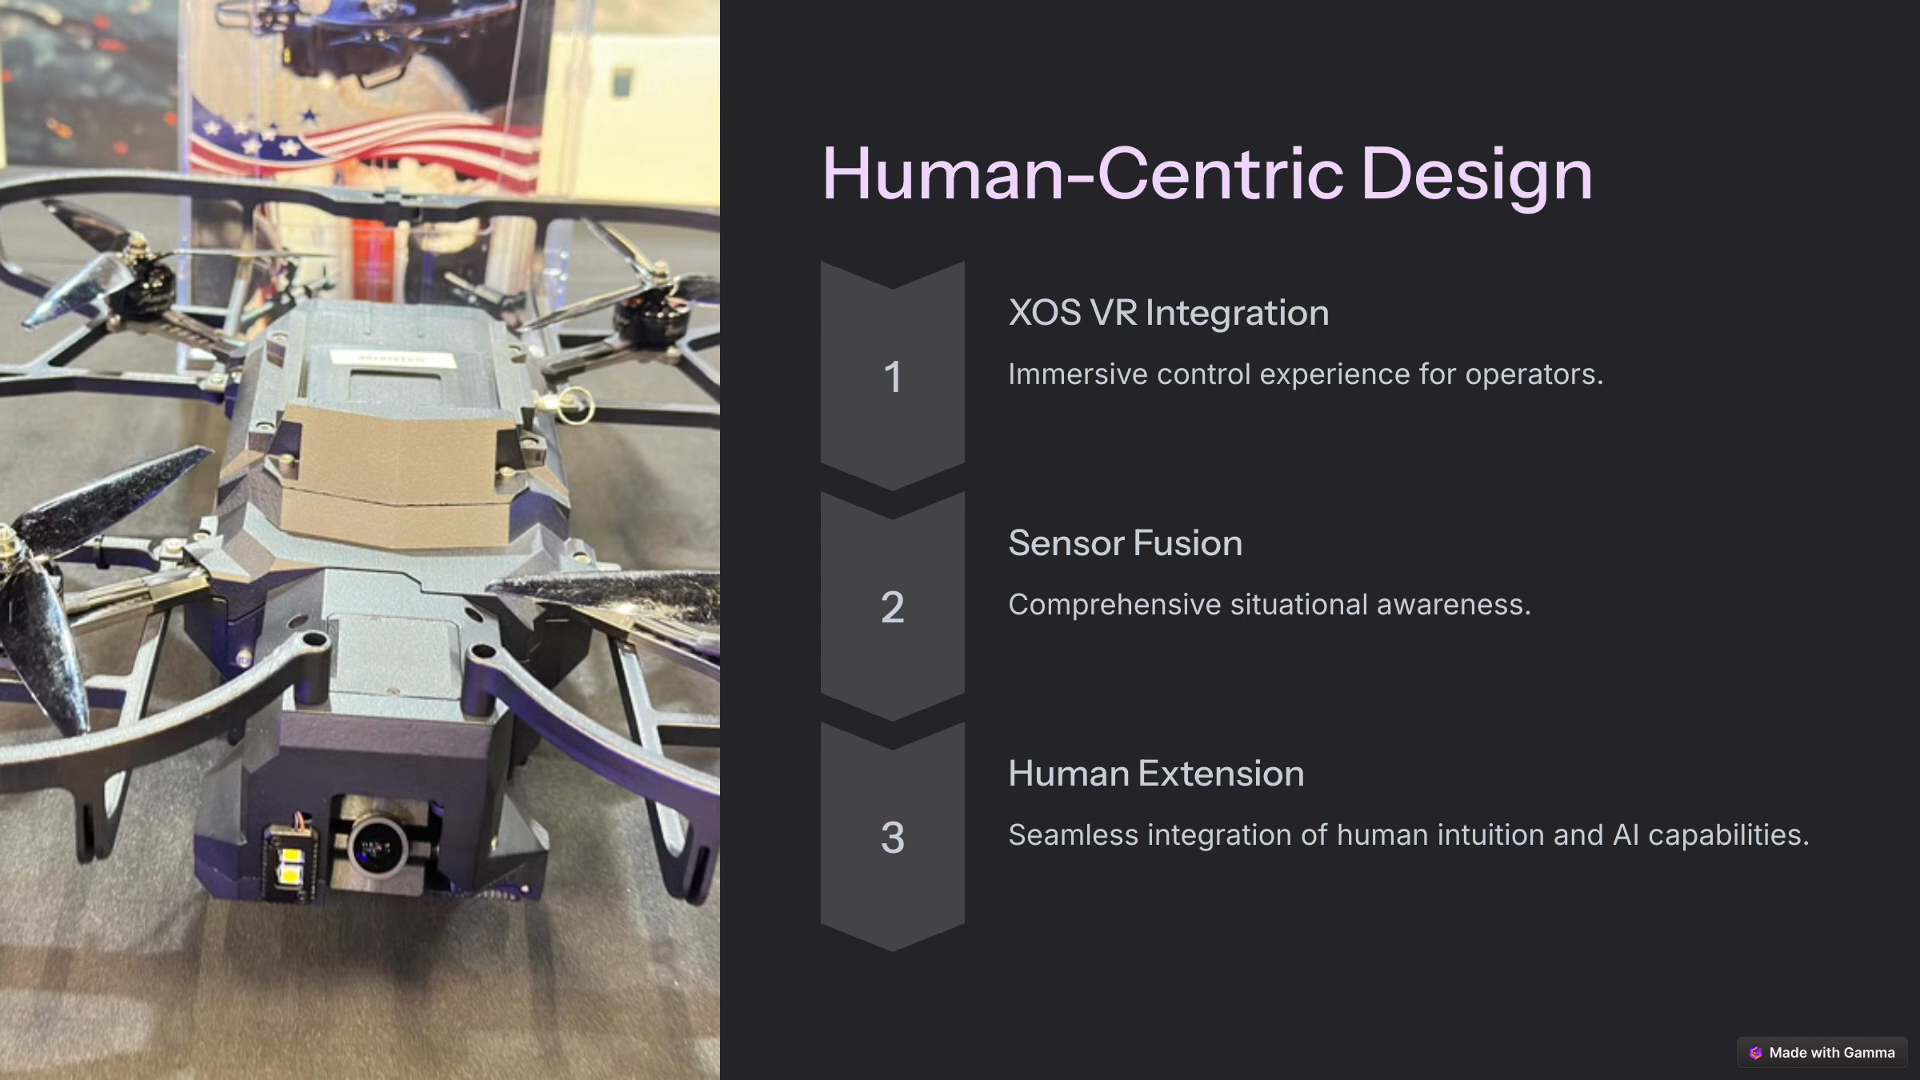 Human-Centric Design
1
XOS VR Integration
Immersive control experience for operators.
2
Sensor Fusion
Comprehensive situational awareness.
3
Human Extension
Seamless integration of human intuition and AI capabilities.
Made with Gamma